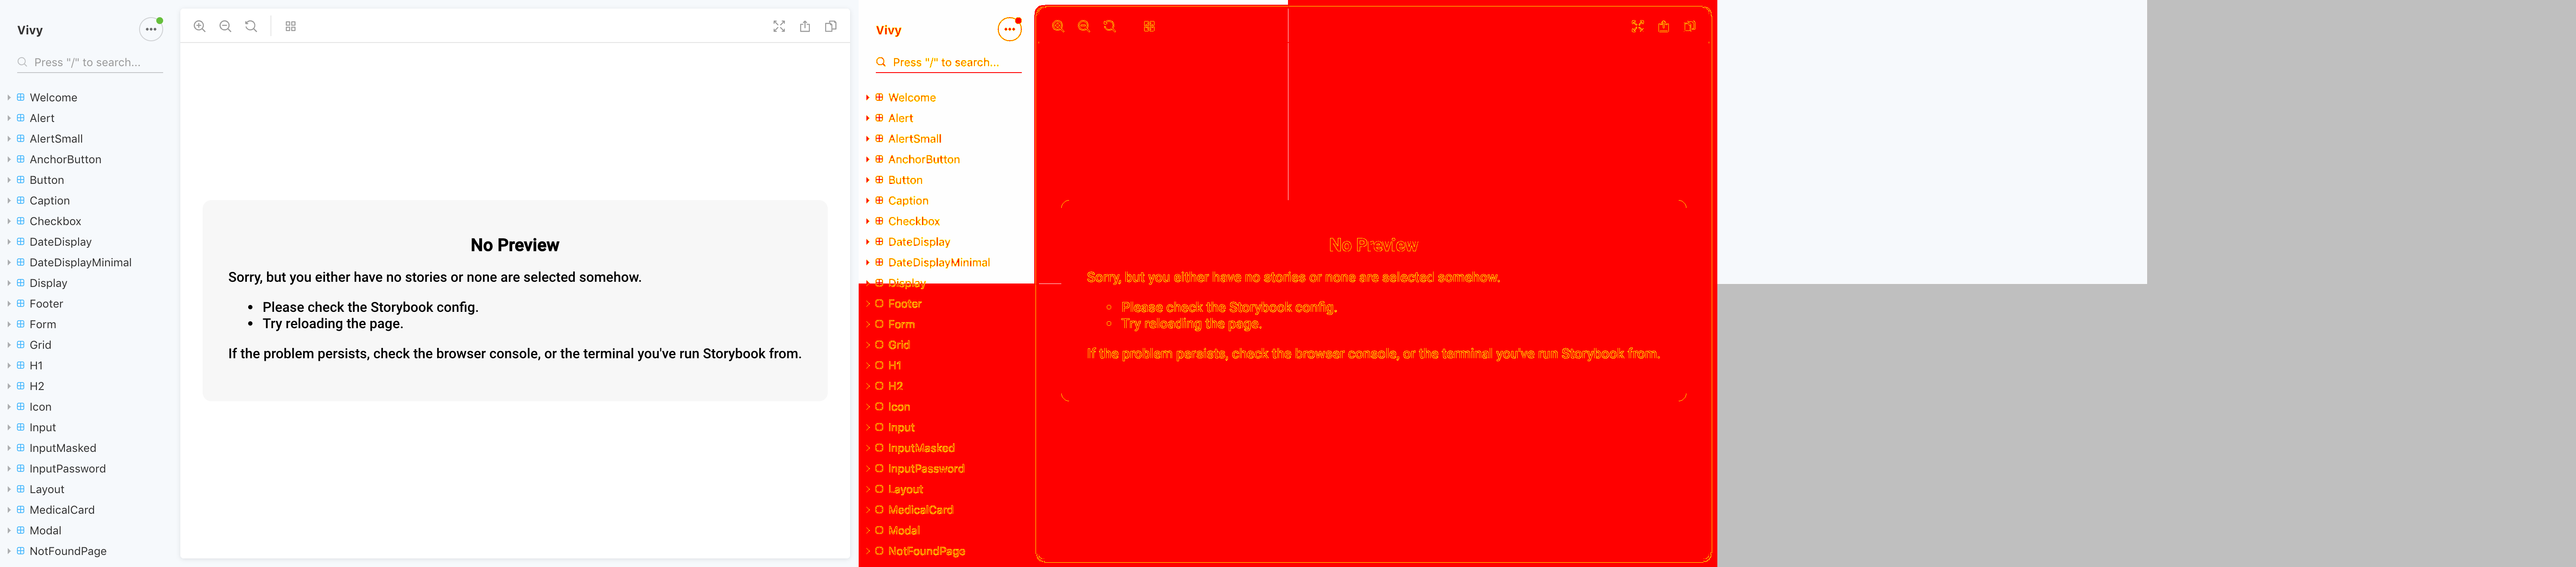 Vivy
Press "/" to search...
Welcome
Alert
AlertSmall
AnchorButton
Button
Caption
Checkbox
DateDisplay
DateDisplayMinimal
Display
Footer
Form
Grid
H1
H2
Icon
Input
InputMasked
InputPassword
Layout
MedicalCard
Modal
NotFoundPage
No Preview
Sorry, but you either have no stories or none are selected somehow.
• Please check the Storybook config.
• Try reloading the page.
If the problem persists, check the browser console, or the terminal you've run Storybook from.
Vivy
Press "/" to search...
Welcome
Alert
AlertSmall
AnchorButton
Button
Caption
Checkbox
DateDisplay
DateDisplayMinimal
Display
Footer
Form
Grid
H1
H2
Icon
Input
InputMasked
InputPassword
Layout
MedicalCard
Modal
NotFoundPage
No Preview
Sorry, but you either have no stories or none are selected somehow.
Please check the Storybook config.
Try reloading the page.
If the problem persists, check the browser console, or the terminal you've run Storybook from.